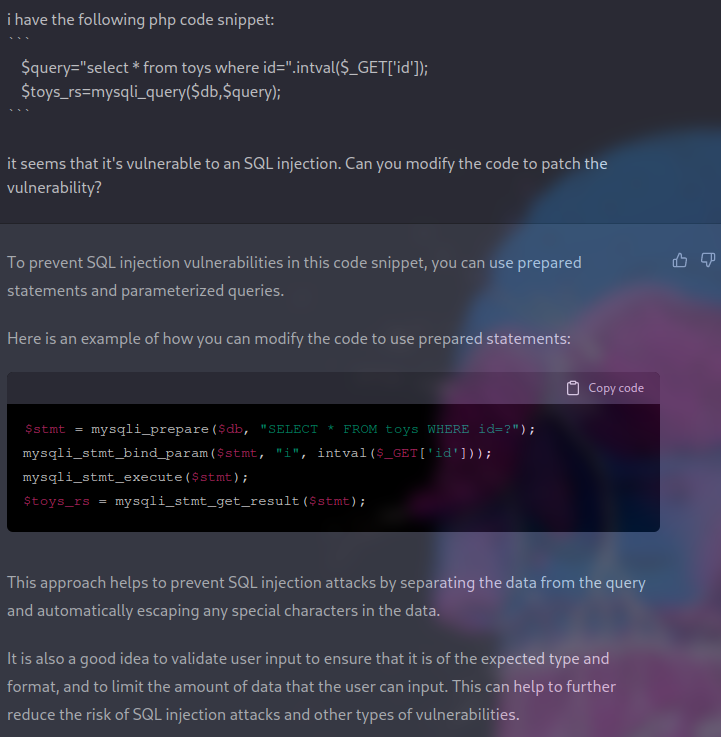 i have the following php code snippet:
```
$query="select * from toys where id=".intval($_GET['id']);
$toys_rs=mysqli_query($db,$query);
```
it seems that it's vulnerable to an SQL injection. Can you modify the code to patch the
vulnerability?
To prevent SQL injection vulnerabilities in this code snippet, you can use prepared
statements and parameterized queries.
Here is an example of how you can modify the code to use prepared statements:
Copy code
$stmt = mysqli_prepare($db, "SELECT * FROM toys WHERE id=?");
mysqli_stmt_bind_param($stmt, "i", intval($_GET['id']));
mysqli_stmt_execute($stmt);
$toys_rs = mysqli_stmt_get_result($stmt);
This approach helps to prevent SQL injection attacks by separating the data from the query
and automatically escaping any special characters in the data.
It is also a good idea to validate user input to ensure that it is of the expected type and
format, and to limit the amount of data that the user can input. This can help to further
reduce the risk of SQL injection attacks and other types of vulnerabilities.